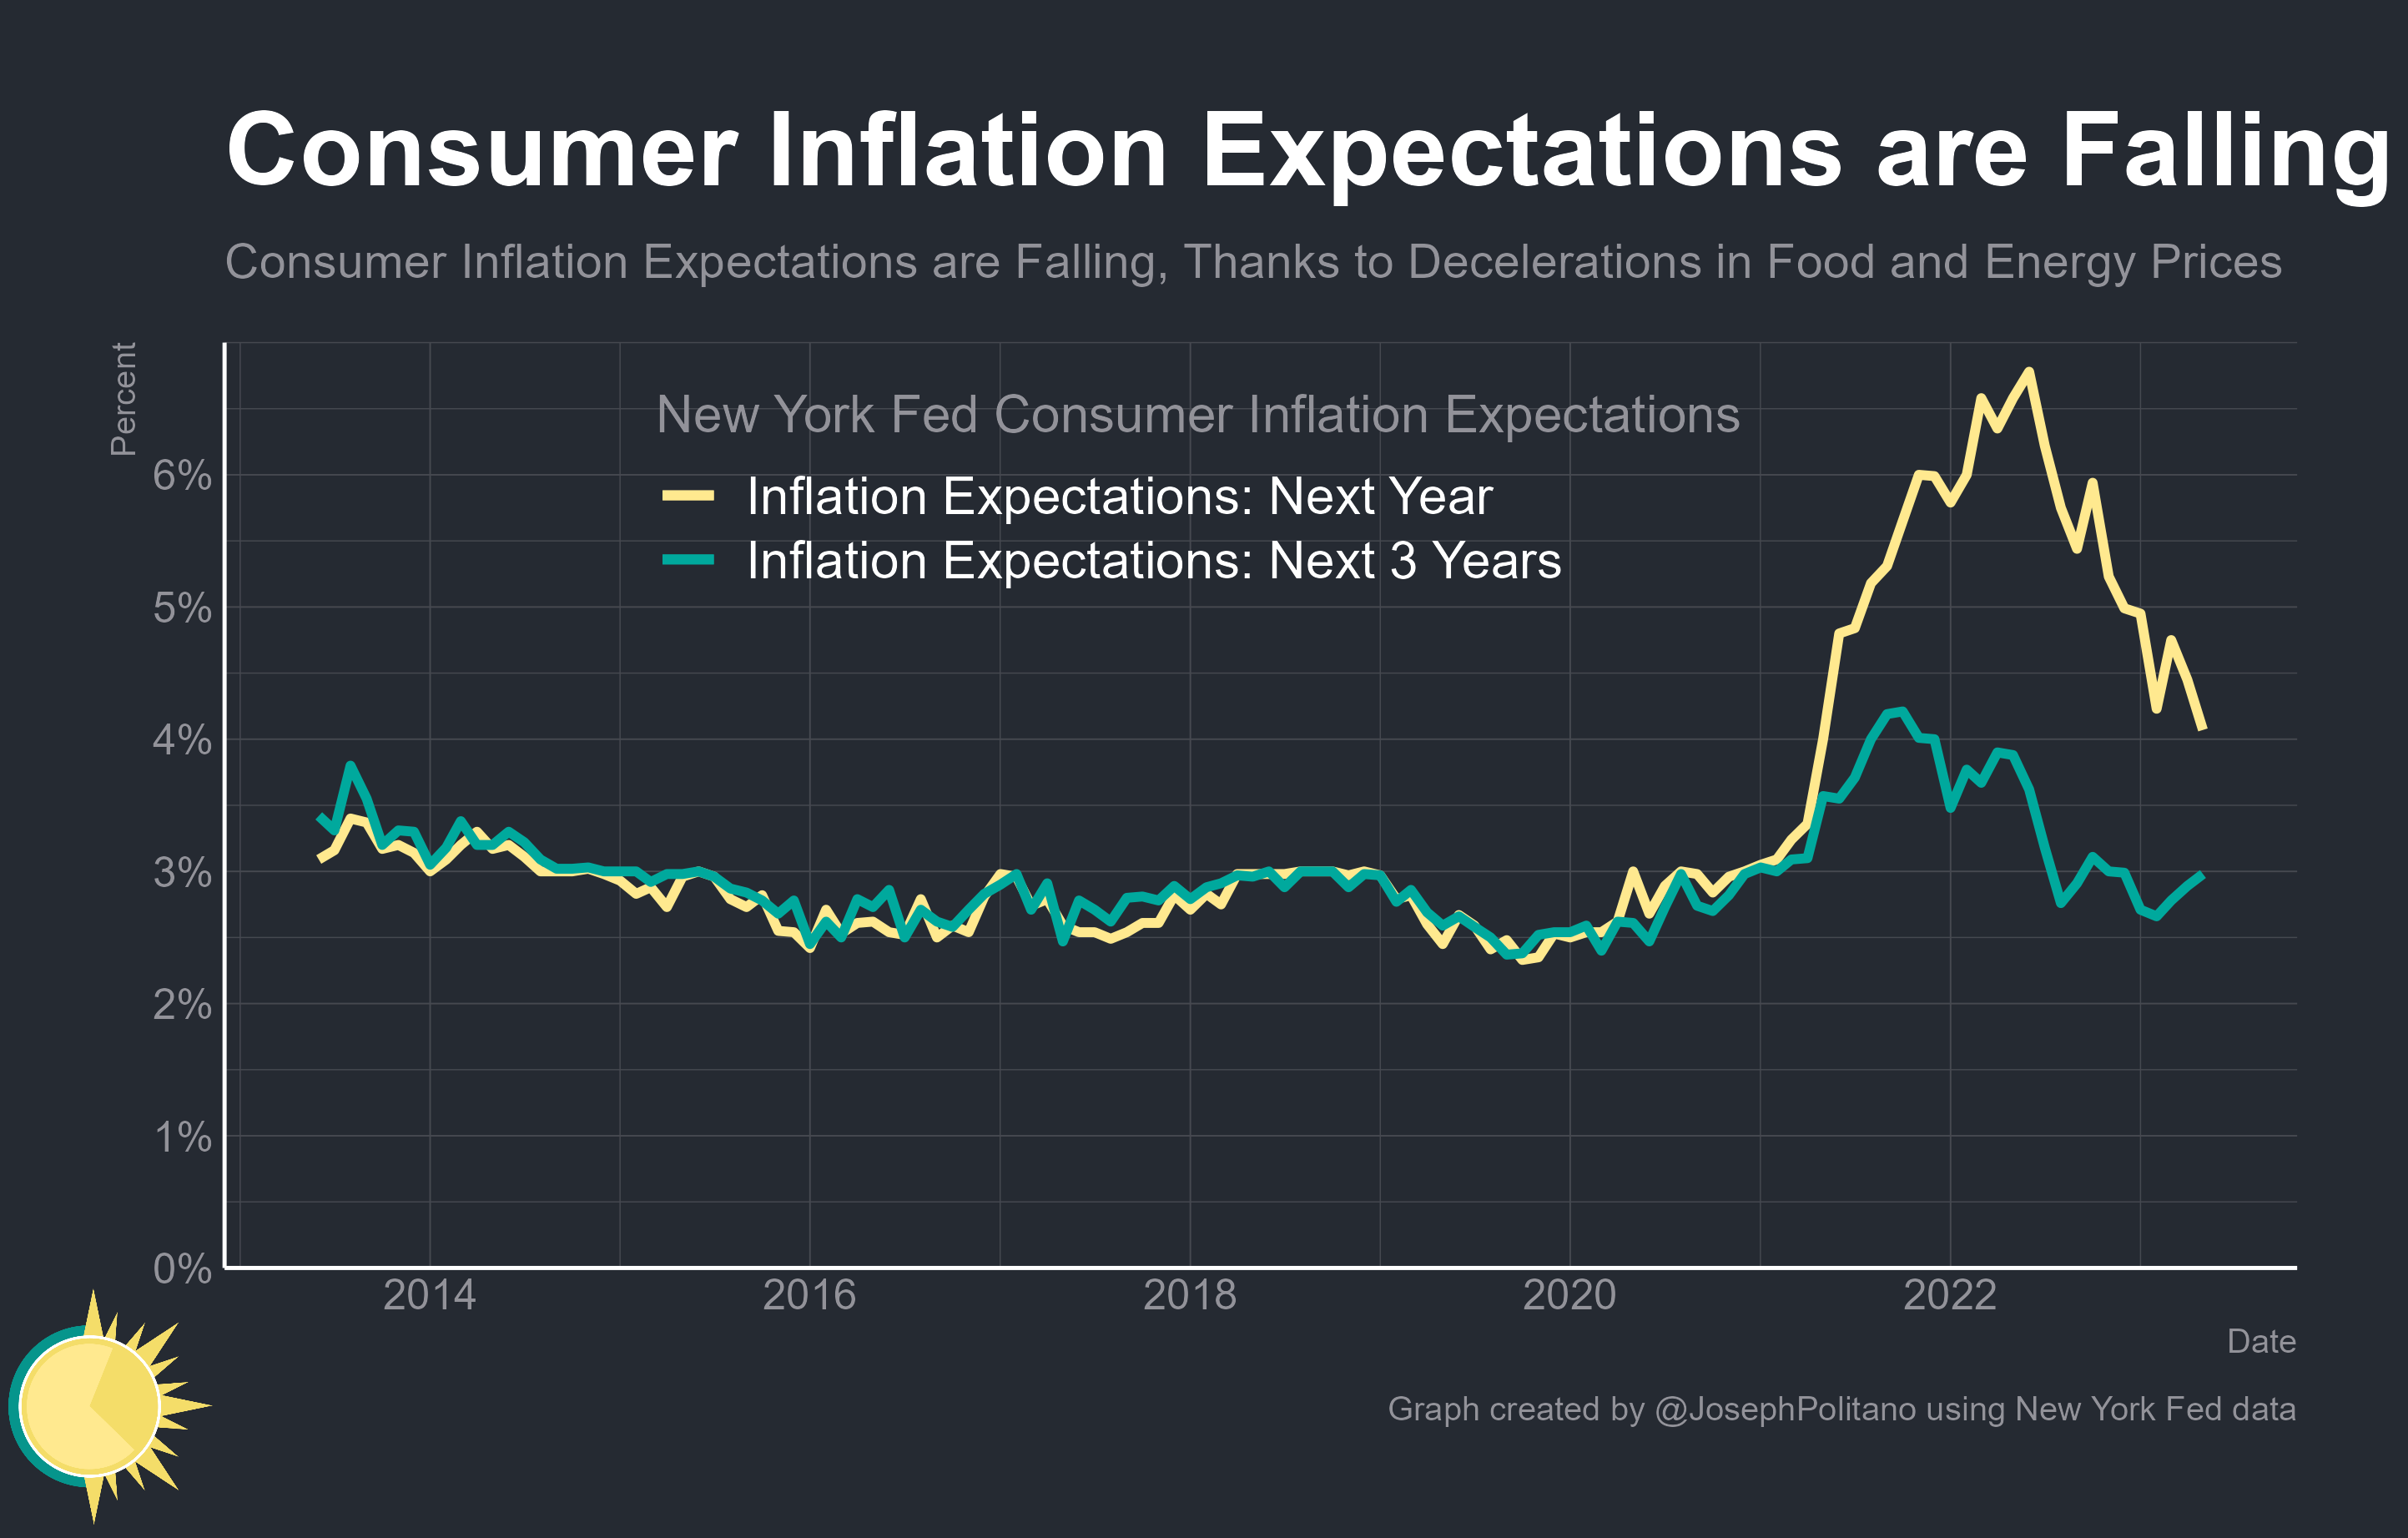 Consumer Inflation Expectations are Falling
Consumer Inflation Expectations are Falling, Thanks to Decelerations in Food and Energy Prices
Percent
New York Fed Consumer Inflation Expectations
Inflation Expectations: Next Year
Inflation Expectations: Next 3 Years
6%
5%
4%
3%
2%
1%
0%
2014 2016 2018 2020 2022
Date
Graph created by @JosephPolitano using New York Fed data